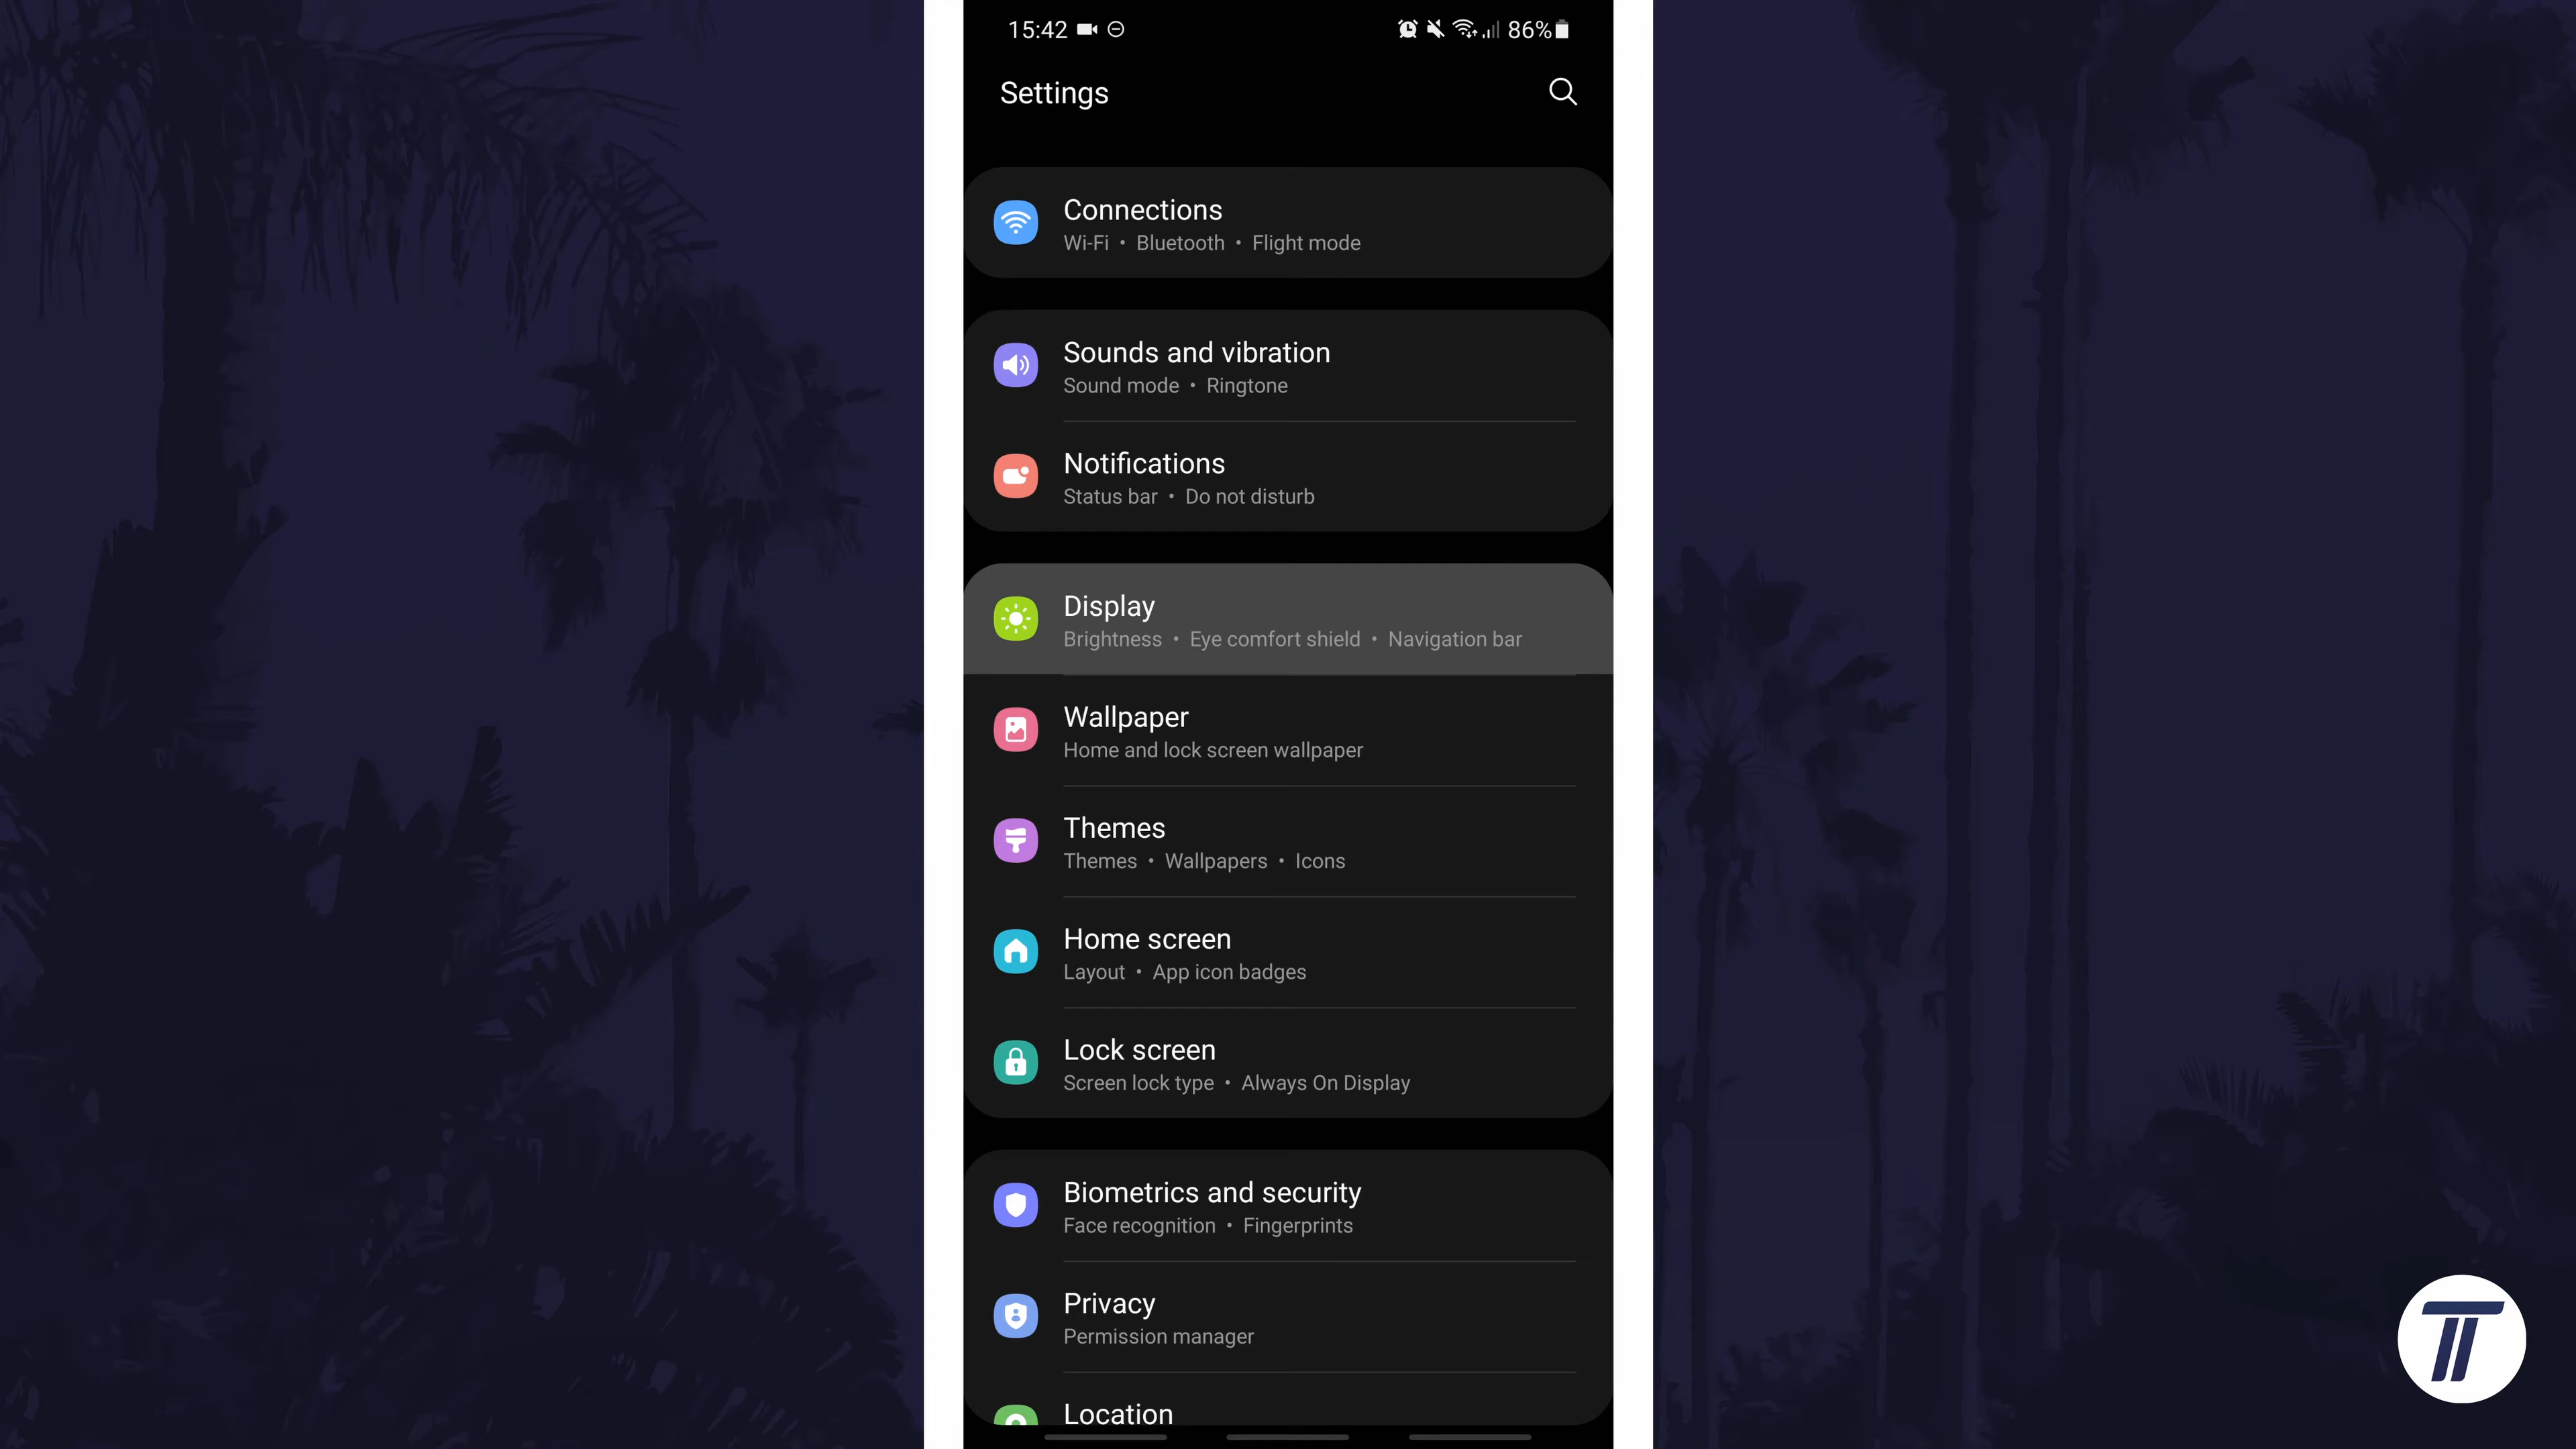 15:42 86%
Settings
Connections
Wi-Fi • Bluetooth • Flight mode
Sounds and vibration
Sound mode • Ringtone
Notifications
Status bar • Do not disturb
Display
Brightness • Eye comfort shield • Navigation bar
Wallpaper
Home and lock screen wallpaper
Themes
Themes • Wallpapers • Icons
Home screen
Layout • App icon badges
Lock screen
Screen lock type • Always On Display
Biometrics and security
Face recognition • Fingerprints
Privacy
Permission manager
Location